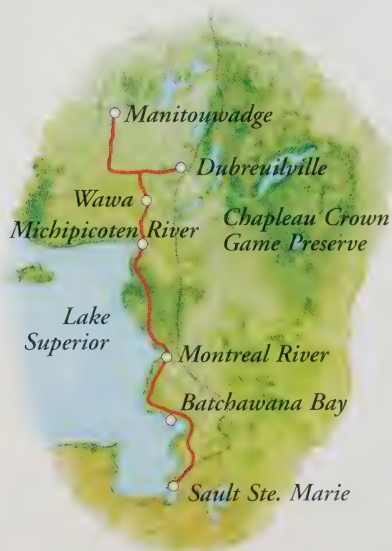 Manitouwadge
Dubreuilville
Wawa
Michipicoten River
Chapleau Crown
Game Preserve
Lake
Superior
Montreal River
Batchawana Bay
Sault Ste. Marie